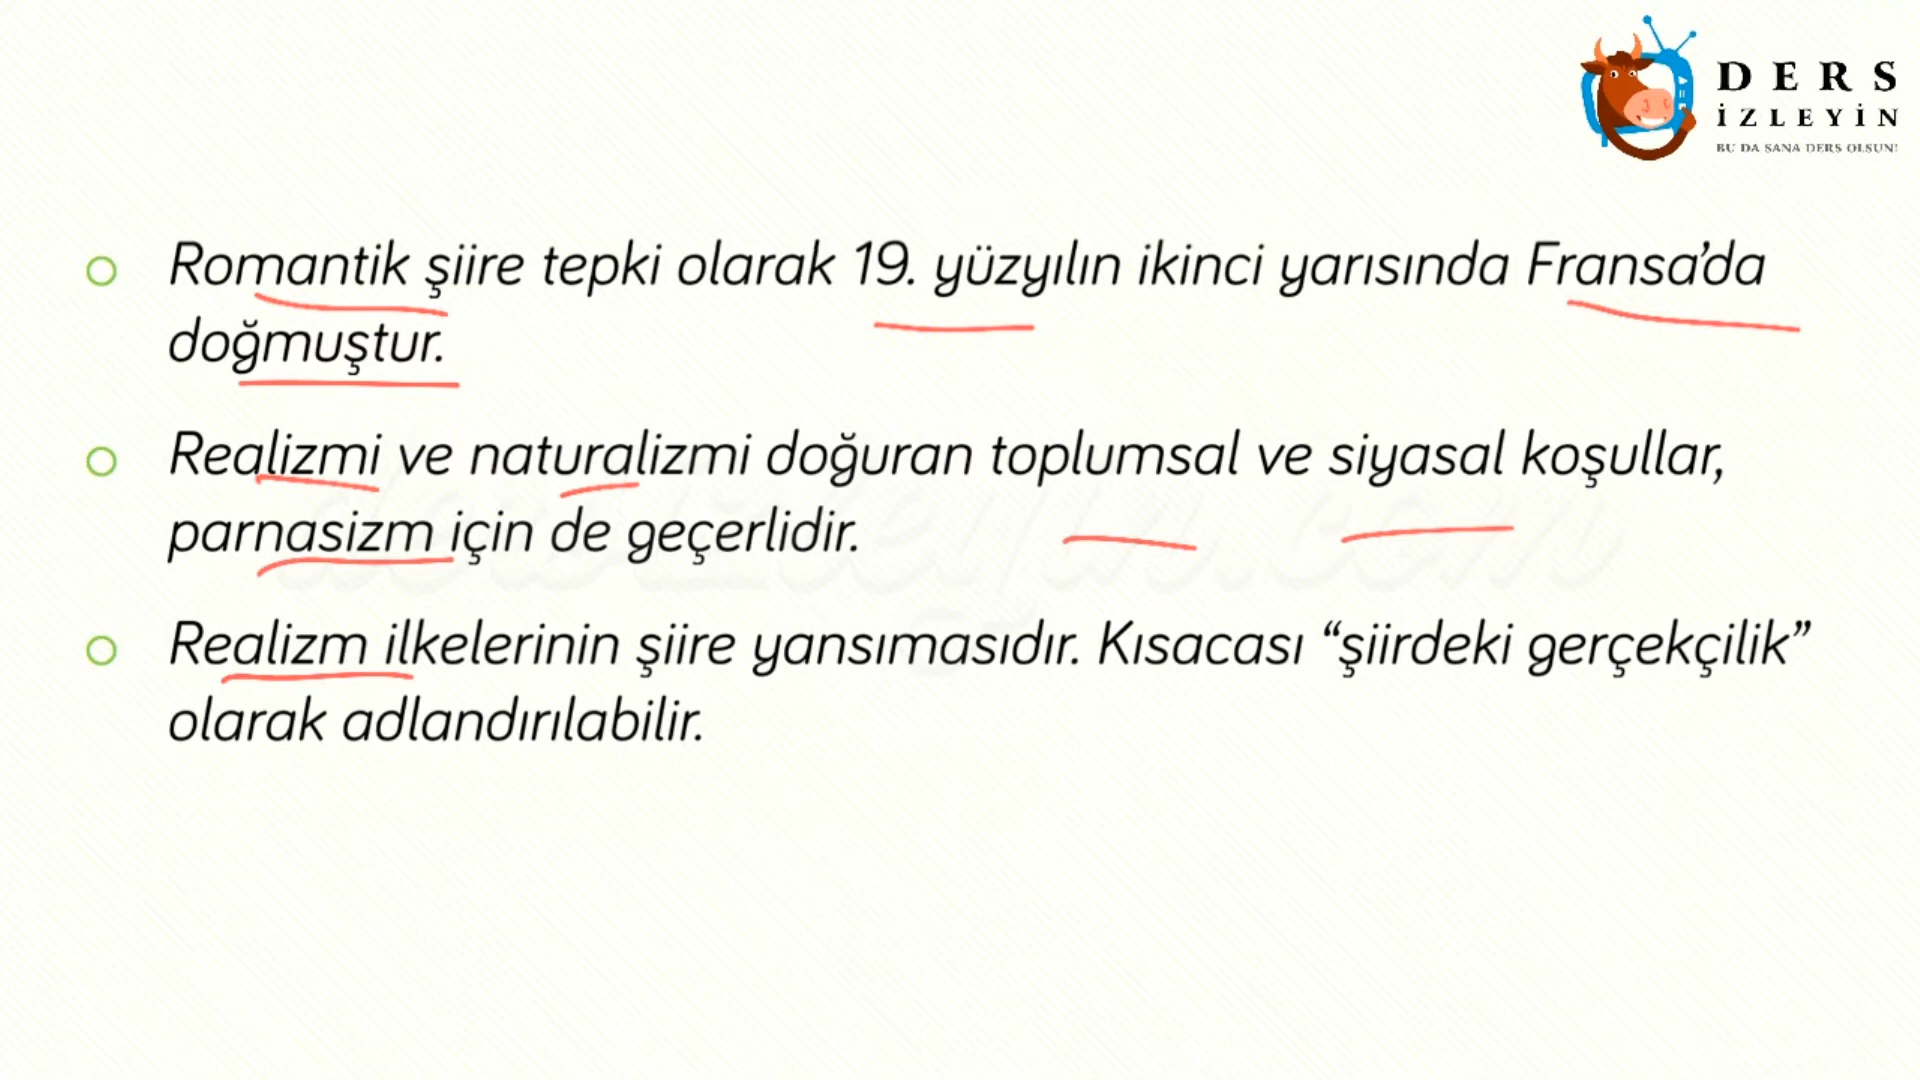 DERS
İZLEYİN
BU DA SANA DERS OLSUN!
Romantik şiire tepki olarak 19. yüzyılın ikinci yarısında Fransa’da
doğmuştur.
Realizmi ve naturalizmi doğuran toplumsal ve siyasal koşullar,
parnasizm için de geçerlidir.
Realizm ilkelerinin şiire yansımasıdır. Kısacası “şiirdeki gerçekçilik”
olarak adlandırılabilir.
dersizleyin.com